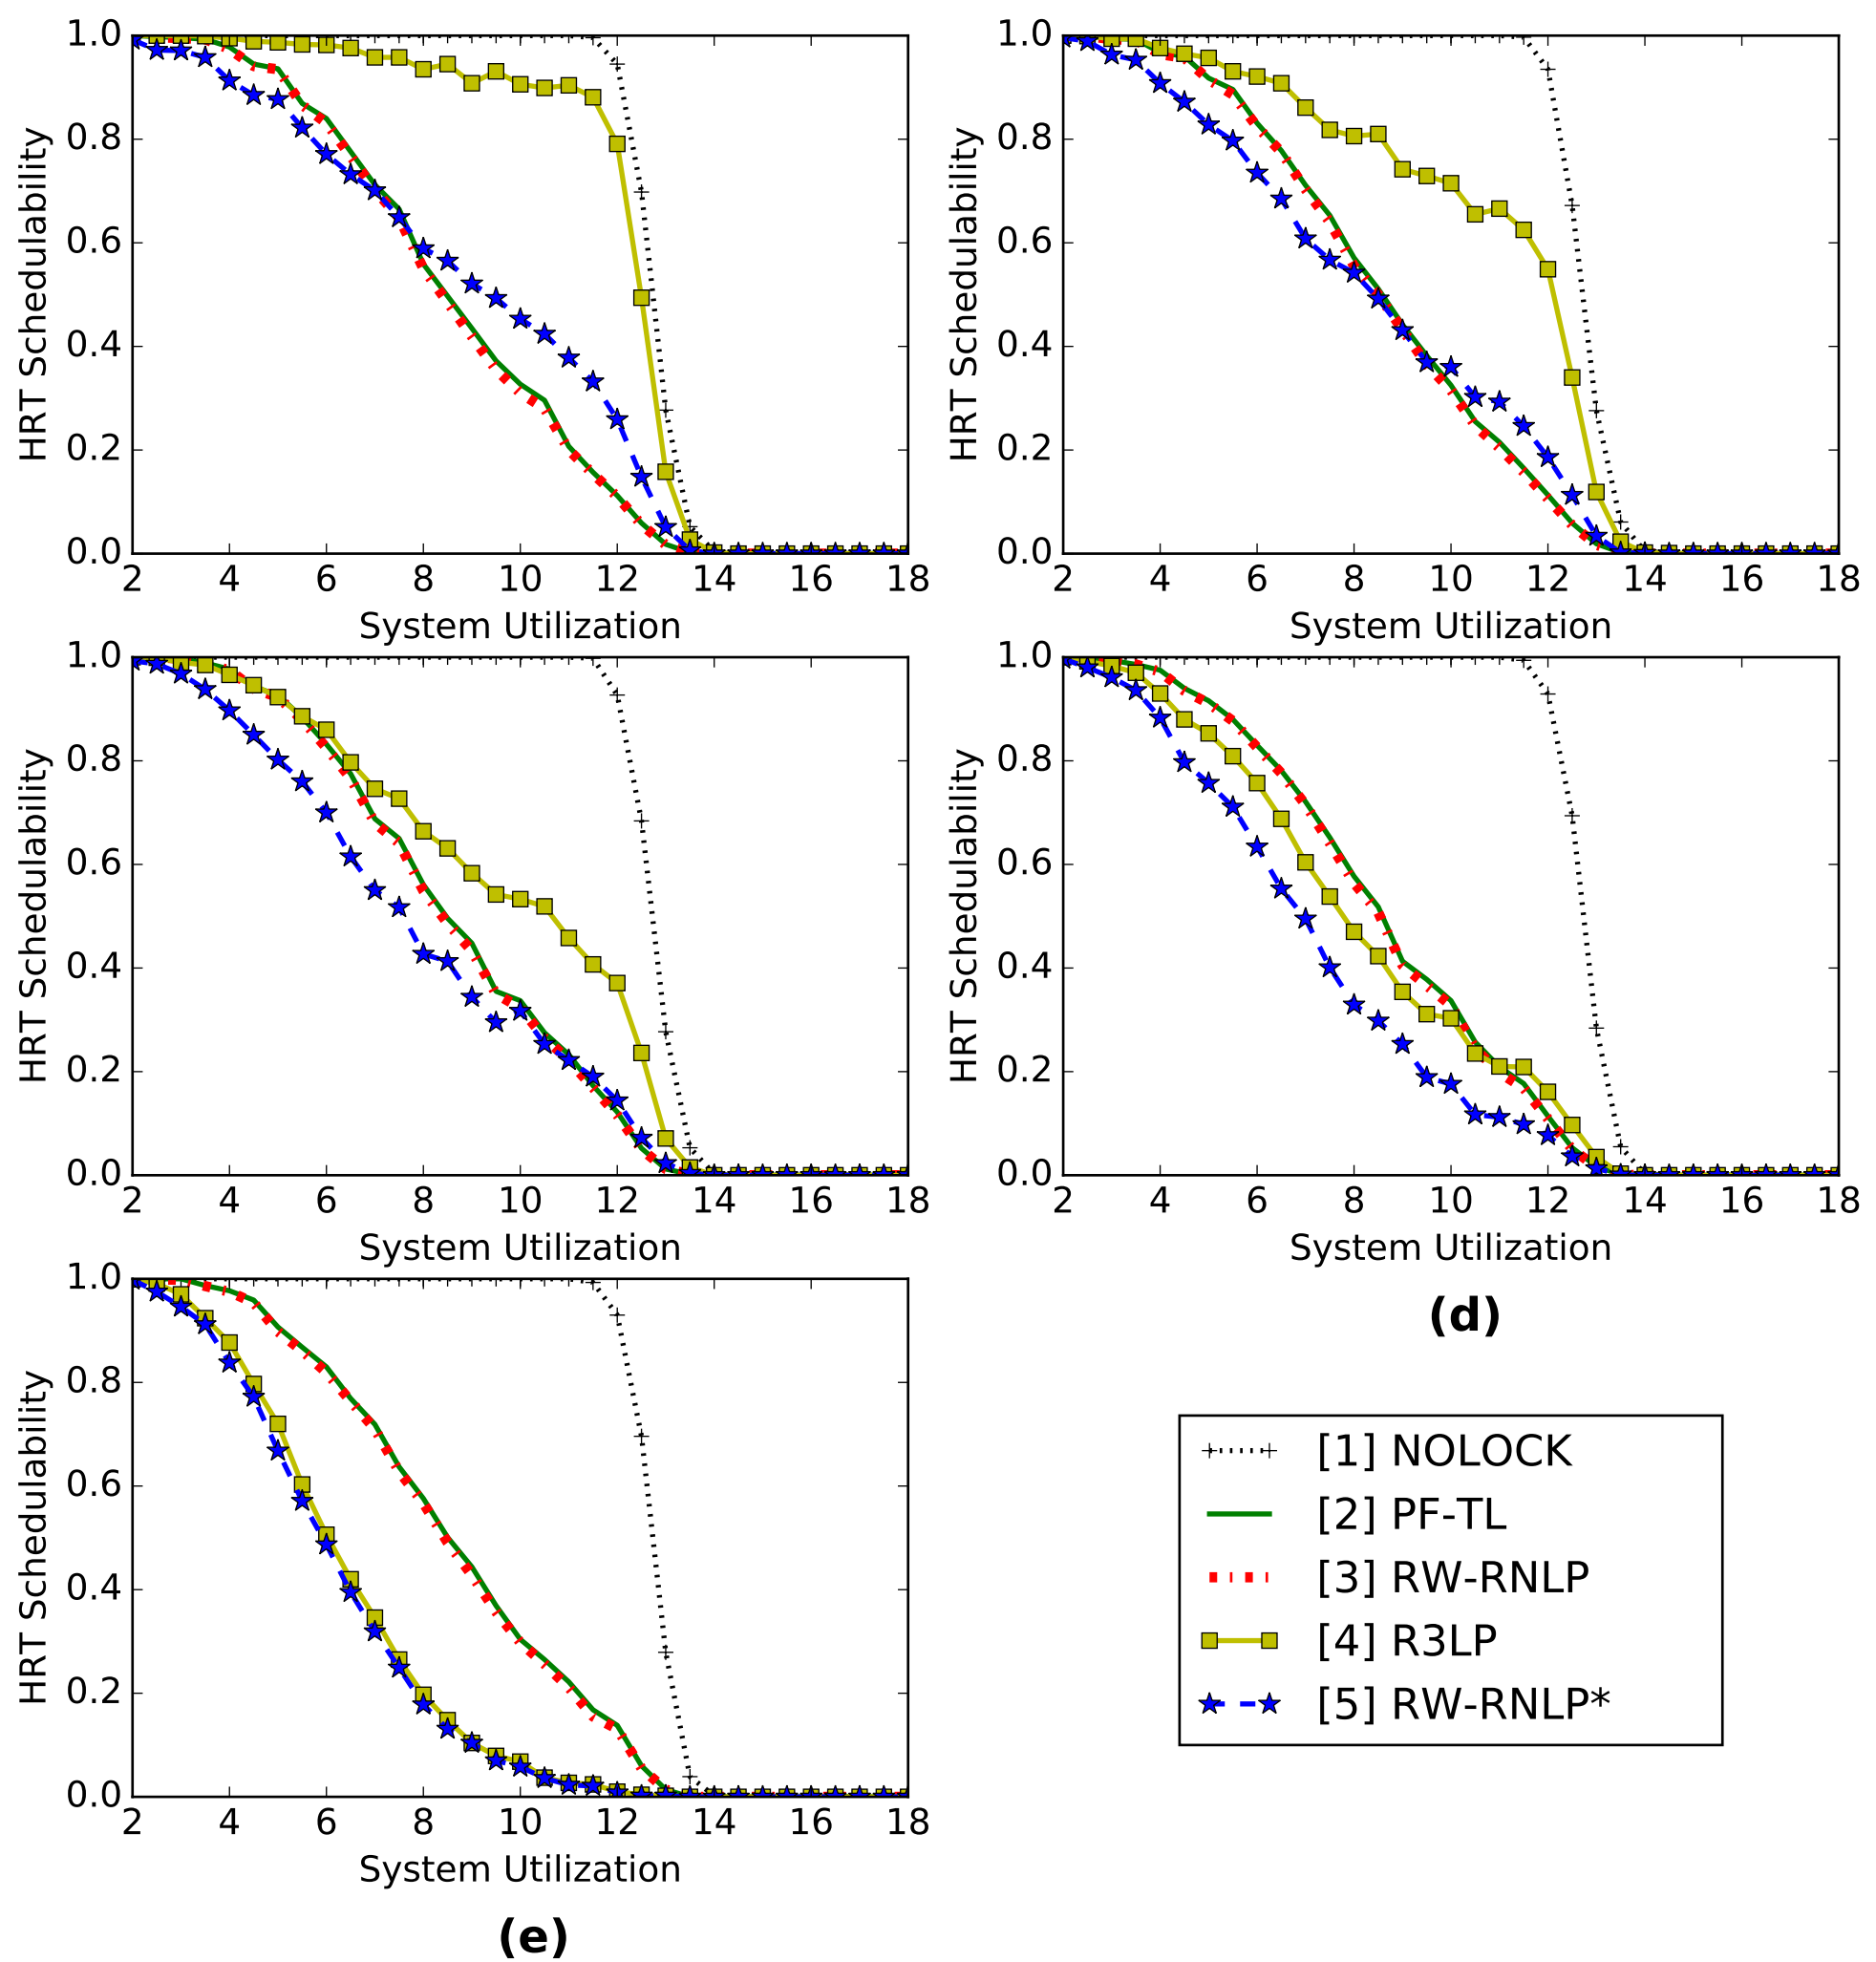 1.0
0.8
0.6
0.4
0.2
0.0
HRT Schedulability
2 4 6 8 10 12 14 16 18
System Utilization
1.0
0.8
0.6
0.4
0.2
0.0
HRT Schedulability
2 4 6 8 10 12 14 16 18
System Utilization
1.0
0.8
0.6
0.4
0.2
0.0
HRT Schedulability
2 4 6 8 10 12 14 16 18
System Utilization
1.0
0.8
0.6
0.4
0.2
0.0
HRT Schedulability
2 4 6 8 10 12 14 16 18
System Utilization
(d)
1.0
0.8
0.6
0.4
0.2
0.0
HRT Schedulability
2 4 6 8 10 12 14 16 18
System Utilization
(e)
[1] NOLOCK
[2] PF-TL
[3] RW-RNLP
[4] R3LP
[5] RW-RNLP*